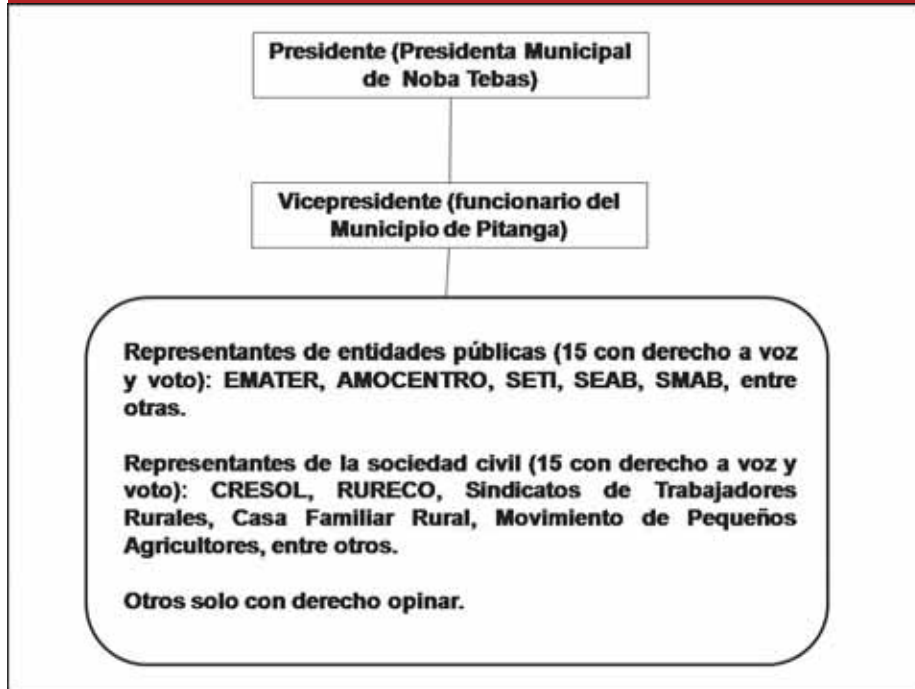 Presidente (Presidenta Municipal
de Noba Tebas)
Vicepresidente (funcionario del
Municipio de Pitanga)
Representantes de entidades públicas (15 con derecho a voz
y voto): EMATER, AMOCENTRO, SETI, SEAB, SMAB, entre
otras.
Representantes de la sociedad civil (15 con derecho a voz y
voto): CRESOL, RURECO, Sindicatos de Trabajadores
Rurales, Casa Familiar Rural, Movimiento de Pequeños
Agricultores, entre otros.
Otros solo con derecho opinar.